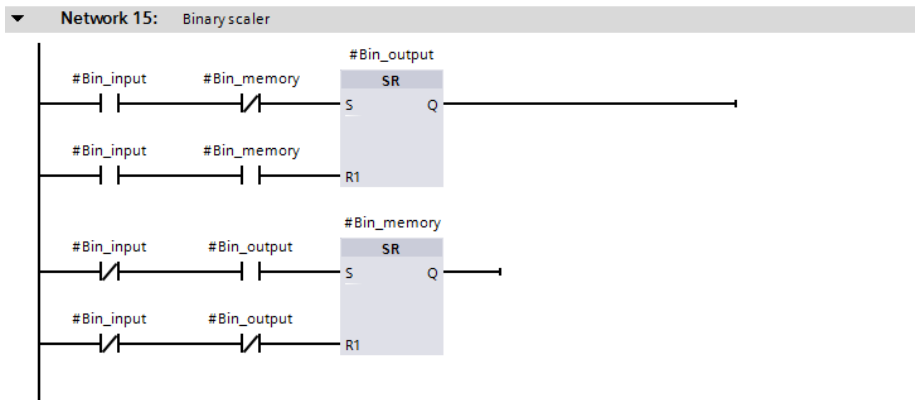 Network 15: Binary scaler
#Bin_output
#Bin_input #Bin_memory SR
S Q
#Bin_input #Bin_memory
R1
#Bin_memory
#Bin_input #Bin_output SR
S Q
#Bin_input #Bin_output
R1